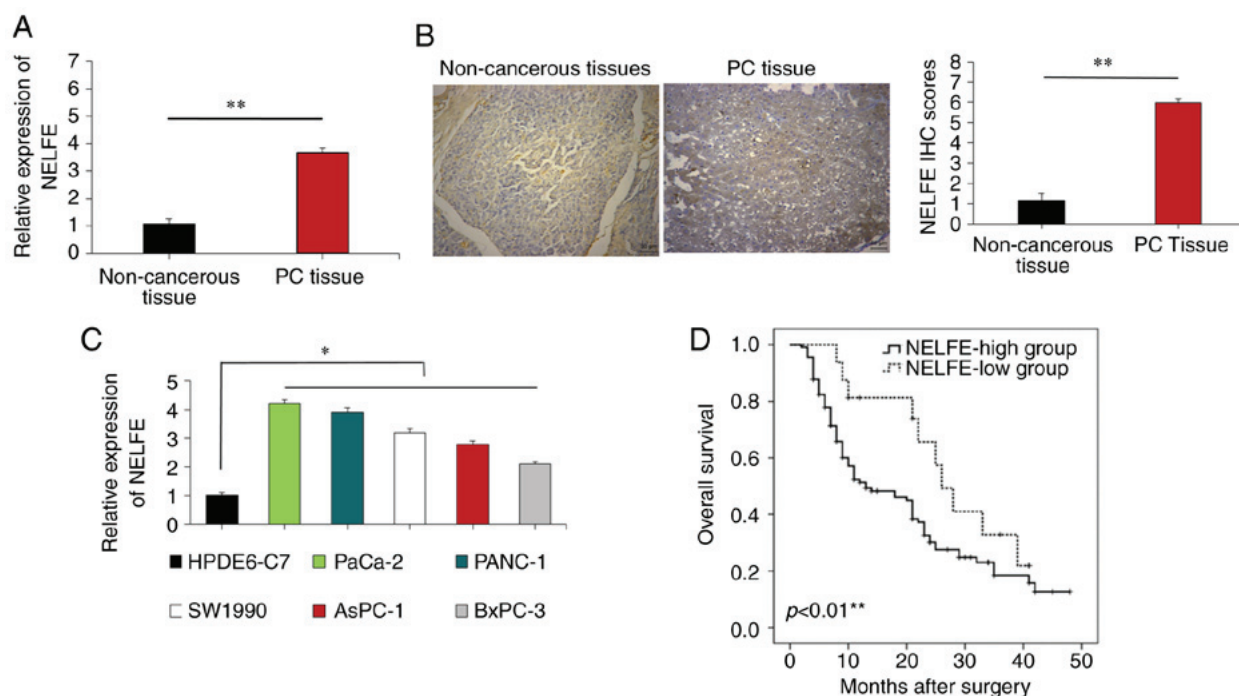 A
Relative expression of
NELFE
7
6
5
4
3
2
1
0
**
Non-cancerous
tissue
PC tissue
B
Non-cancerous tissues
PC tissue
NELFE IHC scores
8
7
6
5
4
3
2
1
0
**
Non-cancerous
tissue
PC Tissue
C
Relative expression
of NELFE
5
4
3
2
1
0
*
HPDE6-C7
PaCa-2
PANC-1
SW1990
AsPC-1
BxPC-3
D
Overall survival
1.0
0.8
0.6
0.4
0.2
0.0
NELFE-high group
NELFE-low group
p<0.01**
0 10 20 30 40 50
Months after surgery